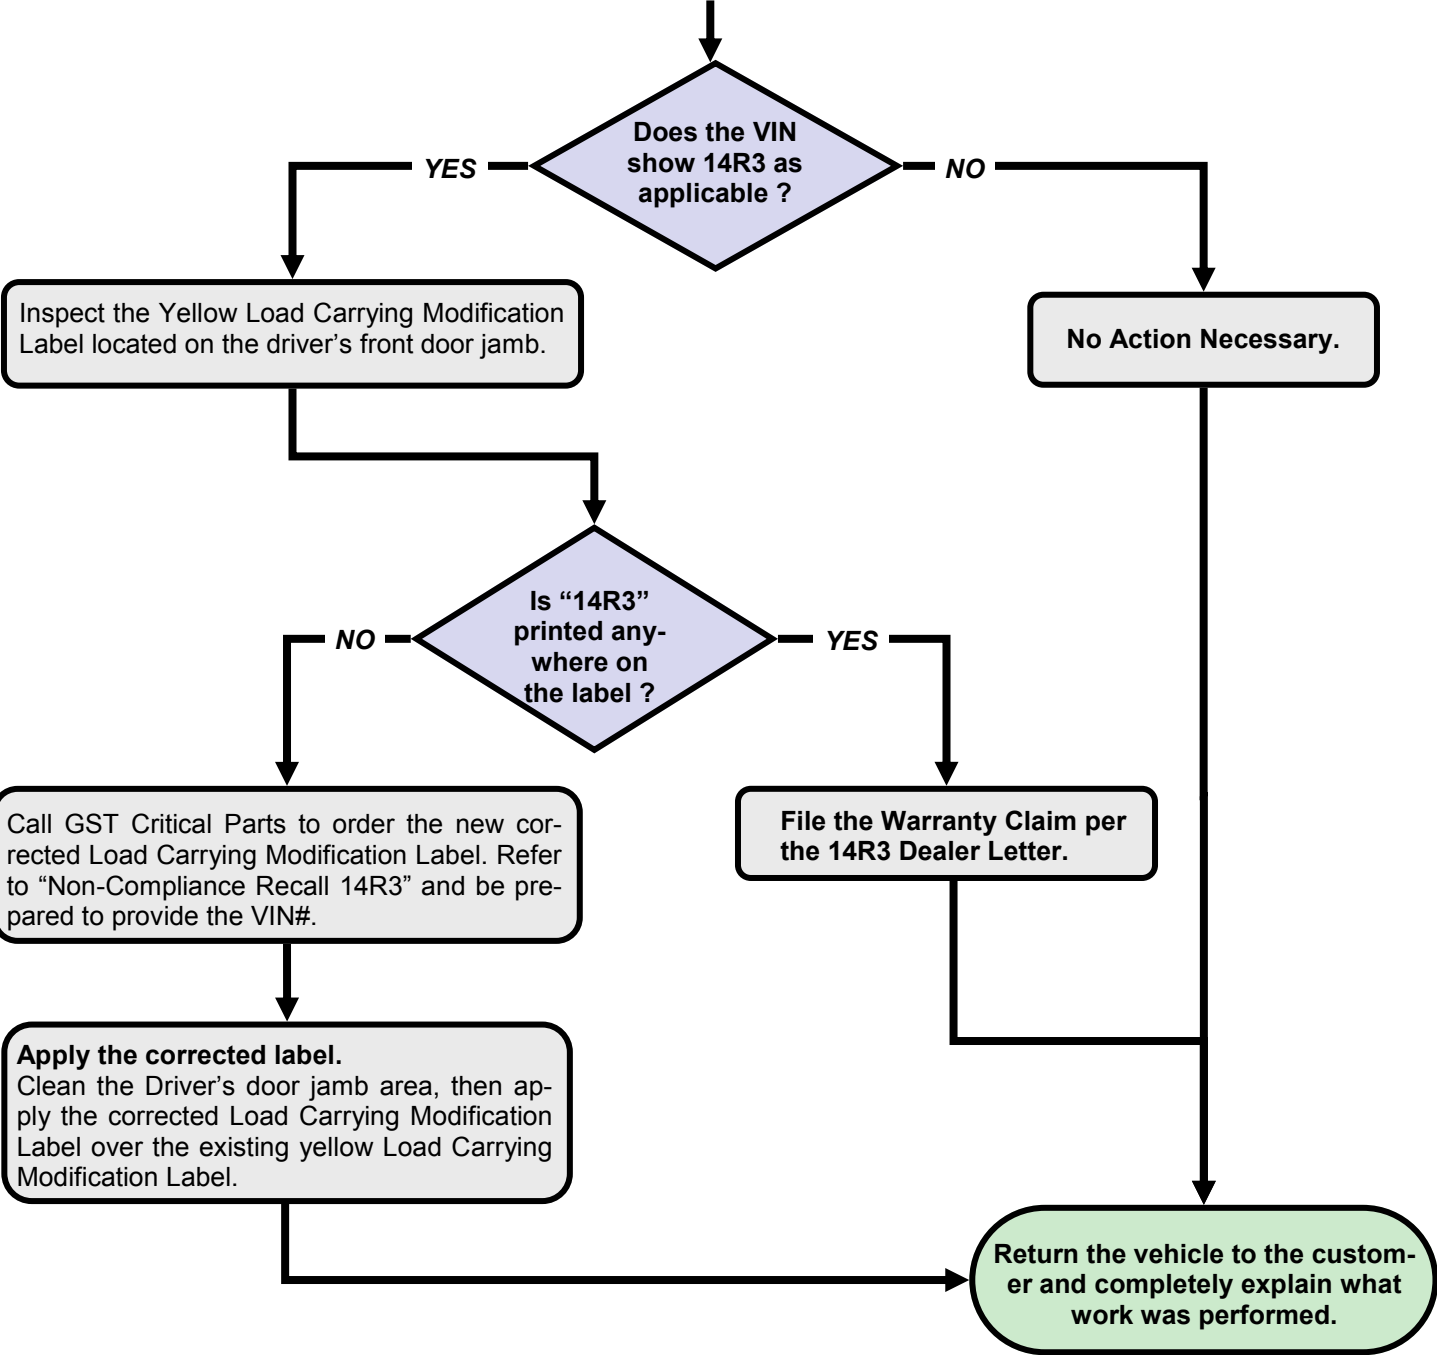 Does the VIN
show 14R3 as
applicable ?
YES
NO
Inspect the Yellow Load Carrying Modification
Label located on the driver’s front door jamb.
No Action Necessary.
Is “14R3”
printed any-
where on
the label ?
NO
YES
Call GST Critical Parts to order the new cor-
rected Load Carrying Modification Label. Refer
to “Non-Compliance Recall 14R3” and be pre-
pared to provide the VIN#.
File the Warranty Claim per
the 14R3 Dealer Letter.
Apply the corrected label.
Clean the Driver’s door jamb area, then ap-
ply the corrected Load Carrying Modification
Label over the existing yellow Load Carrying
Modification Label.
Return the vehicle to the custom-
er and completely explain what
work was performed.